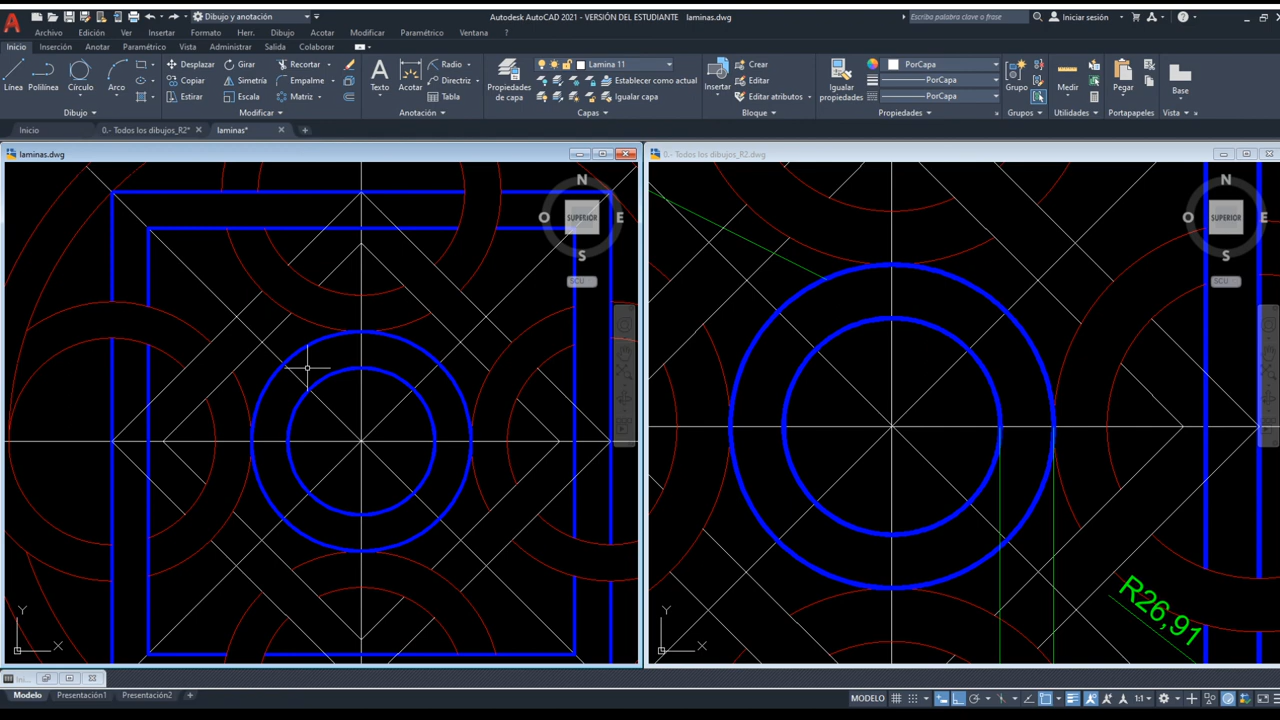 Dibujo y anotación
Autodesk AutoCAD 2021 - VERSIÓN DEL ESTUDIANTE laminas.dwg
Escriba palabra clave o frase
Iniciar sesión
Archivo Edición Ver Insertar Formato Herr. Dibujo Acotar Modificar Paramétrico Ventana ?
Inicio Inserción Anotar Paramétrico Vista Administrar Salida Colaborar
Línea Polilínea Círculo Arco
Desplazar Girar Recortar
Copiar Simetría Empalme
Estirar Escala Matriz
Texto Acotar
Radio
Directriz
Tabla
Propiedades de capa
Lamina 11
Establecer como actual
Igualar capa
Insertar
Crear
Editar
Editar atributos
Igualar propiedades
PorCapa
PorCapa
PorCapa
Grupo
Medir
Pegar
Base
Dibujo Modificar Anotación Capas Bloque Propiedades Grupos Utilidades Portapapeles Vista
Inicio 0.- Todos los dibujos_R2* laminas*
laminas.dwg
0.- Todos los dibujos_R2.dwg
N
O SUPERIOR E
S
SCU
N
O SUPERIOR E
S
SCU
R26,91
Y
X
Y
X
Ini...
Modelo Presentación1 Presentación2 +
MODELO
1:1